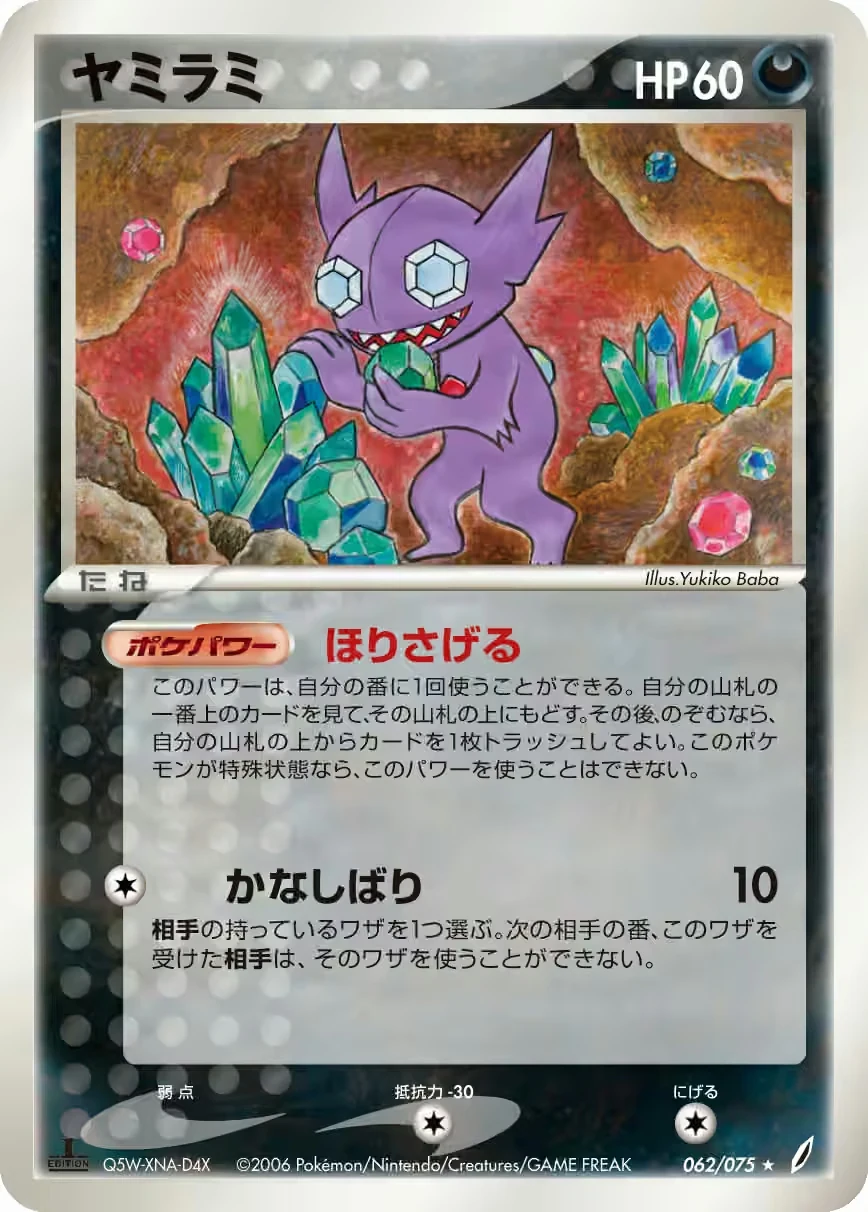 ヤミラミ HP60
たね Illus.Yukiko Baba
ポケパワー ほりさげる
このパワーは、自分の番に1回使うことができる。自分の山札の
一番上のカードを見て、その山札の上にもどす。その後、のぞむなら、
自分の山札の上からカードを1枚トラッシュしてよい。このポケ
モンが特殊状態なら、このパワーを使うことはできない。
かなしばり 10
相手の持っているワザを1つ選ぶ。次の相手の番、このワザを
受けた相手は、そのワザを使うことができない。
弱点 抵抗力 -30 にげる
1 EDITION Q5W-XNA-D4X ©2006 Pokémon/Nintendo/Creatures/GAME FREAK 062/075 ★